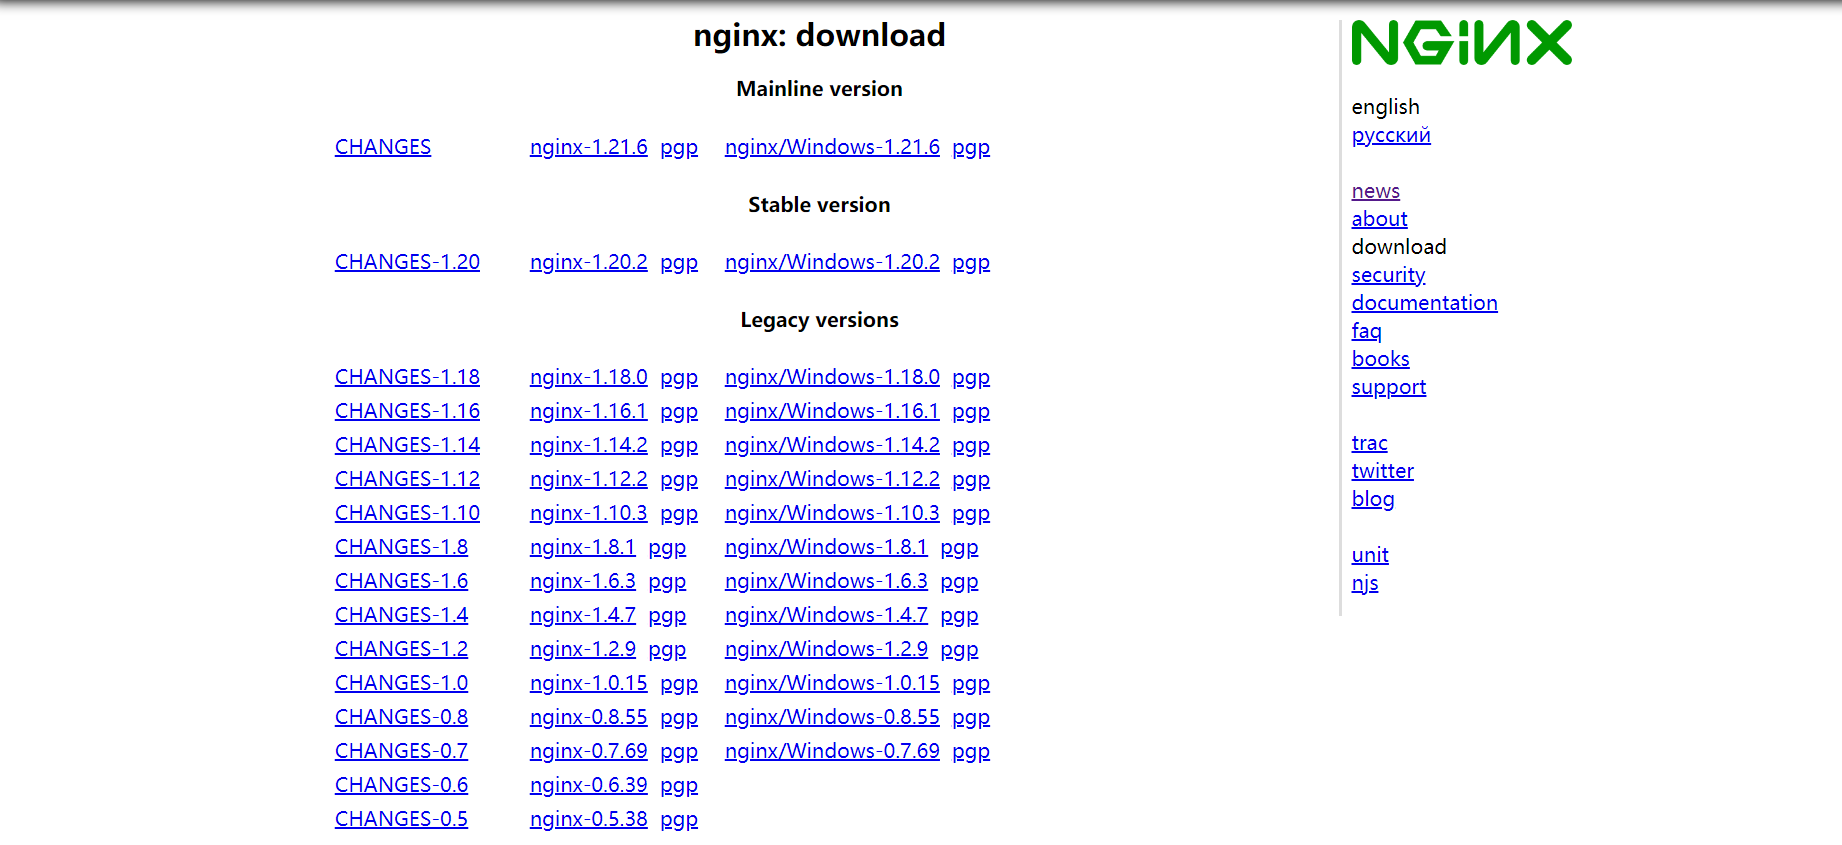 nginx: download
Mainline version
CHANGES nginx-1.21.6 pgp nginx/Windows-1.21.6 pgp
Stable version
CHANGES-1.20 nginx-1.20.2 pgp nginx/Windows-1.20.2 pgp
Legacy versions
CHANGES-1.18 nginx-1.18.0 pgp nginx/Windows-1.18.0 pgp
CHANGES-1.16 nginx-1.16.1 pgp nginx/Windows-1.16.1 pgp
CHANGES-1.14 nginx-1.14.2 pgp nginx/Windows-1.14.2 pgp
CHANGES-1.12 nginx-1.12.2 pgp nginx/Windows-1.12.2 pgp
CHANGES-1.10 nginx-1.10.3 pgp nginx/Windows-1.10.3 pgp
CHANGES-1.8 nginx-1.8.1 pgp nginx/Windows-1.8.1 pgp
CHANGES-1.6 nginx-1.6.3 pgp nginx/Windows-1.6.3 pgp
CHANGES-1.4 nginx-1.4.7 pgp nginx/Windows-1.4.7 pgp
CHANGES-1.2 nginx-1.2.9 pgp nginx/Windows-1.2.9 pgp
CHANGES-1.0 nginx-1.0.15 pgp nginx/Windows-1.0.15 pgp
CHANGES-0.8 nginx-0.8.55 pgp nginx/Windows-0.8.55 pgp
CHANGES-0.7 nginx-0.7.69 pgp nginx/Windows-0.7.69 pgp
CHANGES-0.6 nginx-0.6.39 pgp
CHANGES-0.5 nginx-0.5.38 pgp
NGINX
english
русский
news
about
download
security
documentation
faq
books
support
trac
twitter
blog
unit
njs